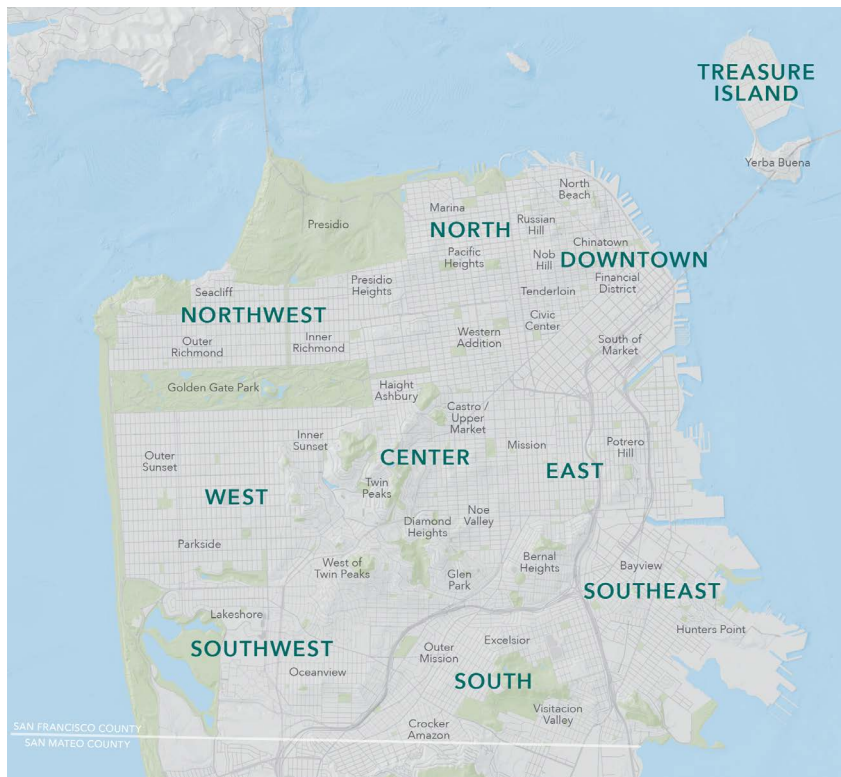 TREASURE
ISLAND
Yerba Buena
North
Beach
Marina
Russian
Hill
Presidio
NORTH
Chinatown
Pacific
Heights
Nob
Hill
DOWNTOWN
Financial
District
Presidio
Heights
Seacliff
Tenderloin
NORTHWEST
Civic
Center
Western
Addition
Outer
Richmond
Inner
Richmond
South of
Market
Golden Gate Park
Haight
Ashbury
Castro /
Upper
Market
Inner
Sunset
Mission
Potrero
Hill
Outer
Sunset
CENTER
EAST
Twin
Peaks
WEST
Noe
Valley
Diamond
Heights
Parkside
West of
Twin Peaks
Bernal
Heights
Glen
Park
Bayview
SOUTHEAST
Lakeshore
Hunters Point
SOUTHWEST
Outer
Mission
Excelsior
Oceanview
SOUTH
Visitacion
Valley
Crocker
Amazon
SAN FRANCISCO COUNTY
SAN MATEO COUNTY